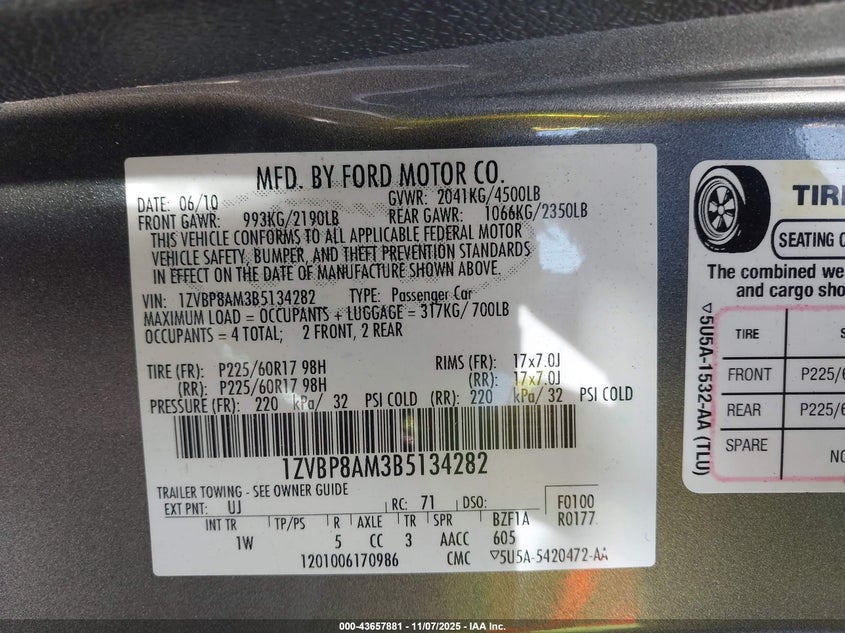 MFD. BY FORD MOTOR CO.
DATE: 06/10 GVWR: 2041KG/4500LB
FRONT GAWR: 993KG/2190LB REAR GAWR: 1066KG/2350LB
THIS VEHICLE CONFORMS TO ALL APPLICABLE FEDERAL MOTOR
VEHICLE SAFETY, BUMPER, AND THEFT PREVENTION STANDARDS
IN EFFECT ON THE DATE OF MANUFACTURE SHOWN ABOVE.
VIN: 1ZVBP8AM3B5134282 TYPE: Passenger Car
MAXIMUM LOAD = OCCUPANTS + LUGGAGE = 317KG/700LB
OCCUPANTS = 4 TOTAL; 2 FRONT, 2 REAR
TIRE (FR): P225/60R17 98H RIMS (FR): 17x7.0J
(RR): P225/60R17 98H (RR): 17x7.0J
PRESSURE (FR): 220 kPa/ 32 PSI COLD (RR): 220 kPa/ 32 PSI COLD
1ZVBP8AM3B5134282
TRAILER TOWING - SEE OWNER GUIDE
EXT PNT: UJ RC: 71 DSO: F0100
R0177
INT TR TP/PS R AXLE TR SPR BZF1A
1W 5 CC 3 AACC 605
1201006170986 CMC ▽5U5A-5420472-AA
TIRE
SEATING C
The combined we
and cargo sho
TIRE S
FRONT P225/6
REAR P225/6
SPARE NO
▽5U5A-1532-AA (TLU)
000-43657881 - 11/07/2025 - IAA Inc.